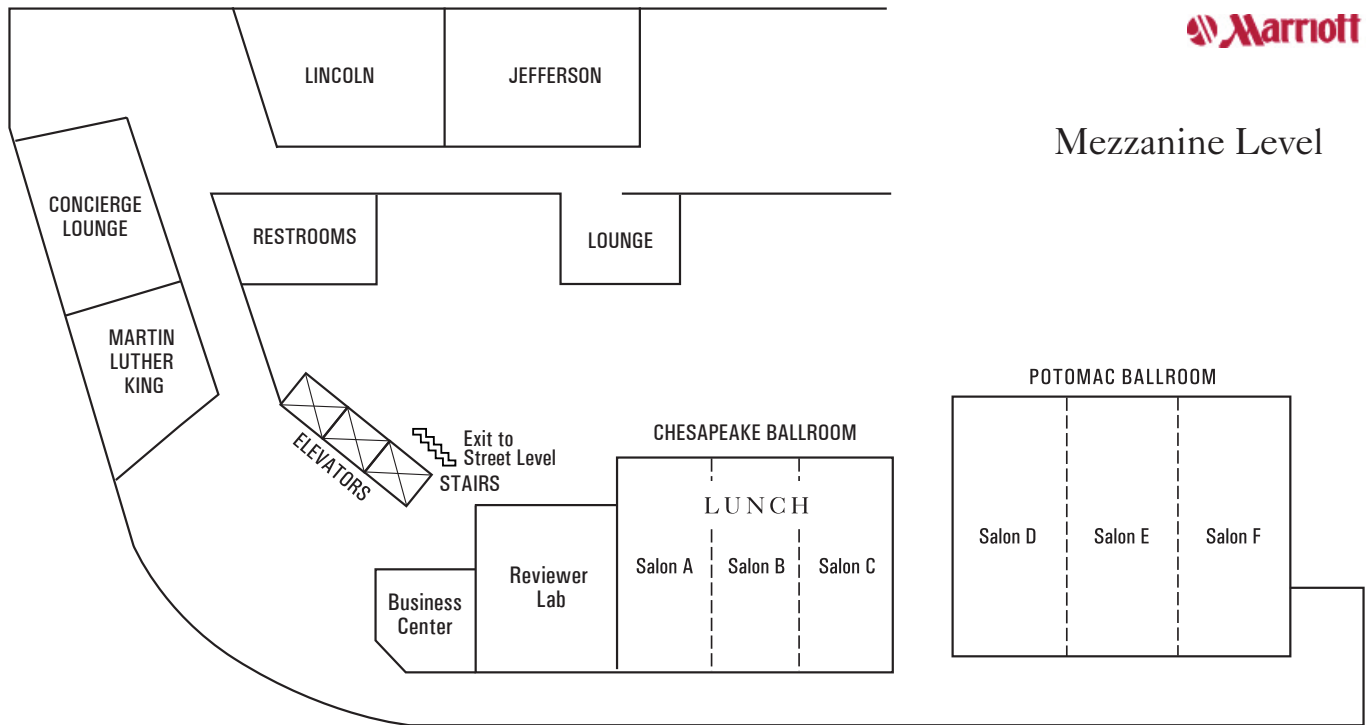 Marriott
LINCOLN
JEFFERSON
Mezzanine Level
CONCIERGE
LOUNGE
RESTROOMS
LOUNGE
MARTIN
LUTHER
KING
ELEVATORS
Exit to
Street Level
STAIRS
CHESAPEAKE BALLROOM
POTOMAC BALLROOM
LUNCH
Salon A
Salon B
Salon C
Salon D
Salon E
Salon F
Reviewer
Lab
Business
Center